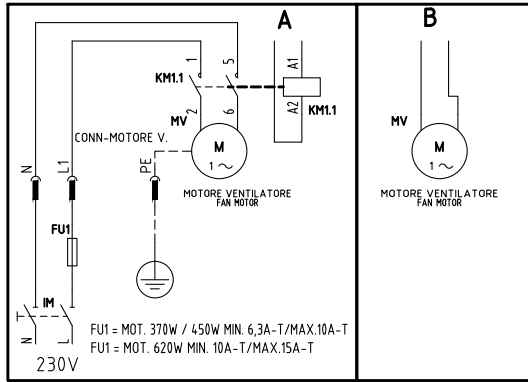 A
B
1
5
A1
KM1.1
A2
KM1.1
2
6
MV
MV
CONN-MOTORE V.
M
1 ~
M
1 ~
N
L1
PE
MOTORE VENTILATORE
FAN MOTOR
MOTORE VENTILATORE
FAN MOTOR
FU1
IM
N
L
FU1 = MOT. 370W / 450W MIN. 6,3A-T/MAX.10A-T
FU1 = MOT. 620W MIN. 10A-T/MAX.15A-T
230V